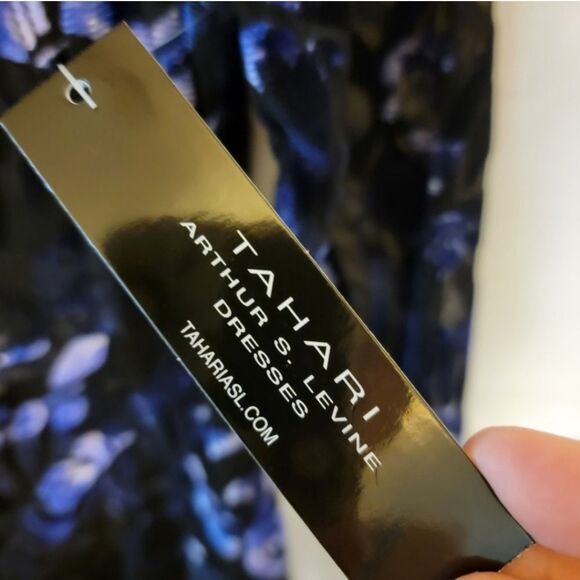 TAHARI
ARTHUR S. LEVINE
DRESSES
TAHARIASL.COM